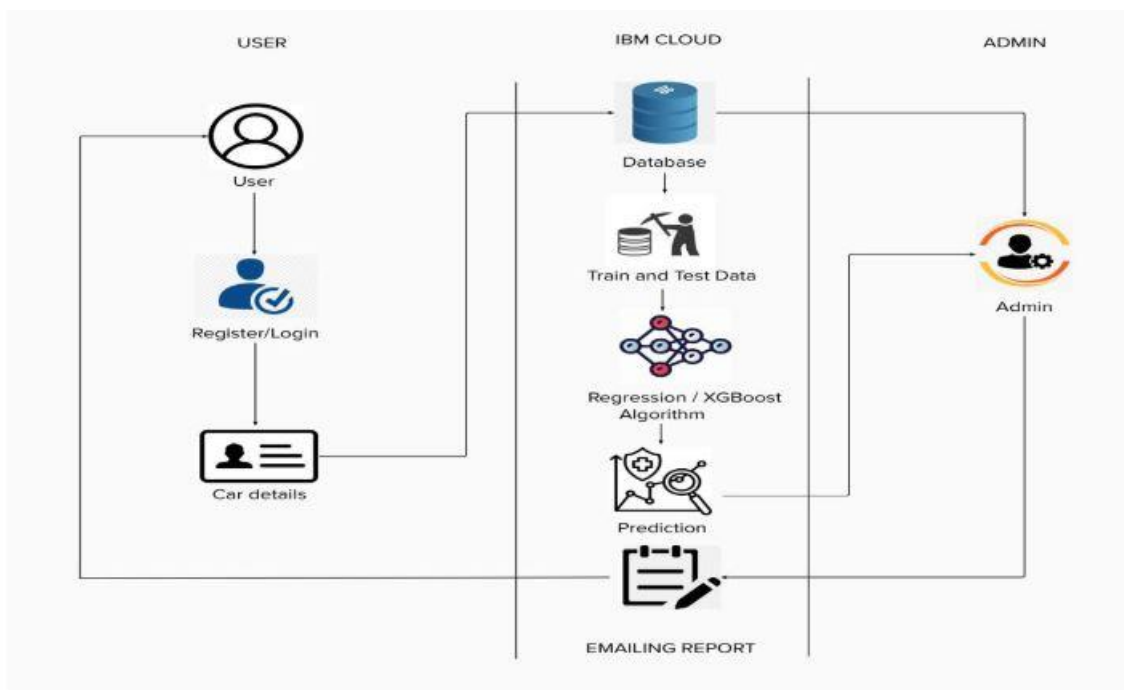 USER
IBM CLOUD
ADMIN
User
Register/Login
Car details
Database
Train and Test Data
Regression / XGBoost
Algorithm
Prediction
EMAILING REPORT
Admin